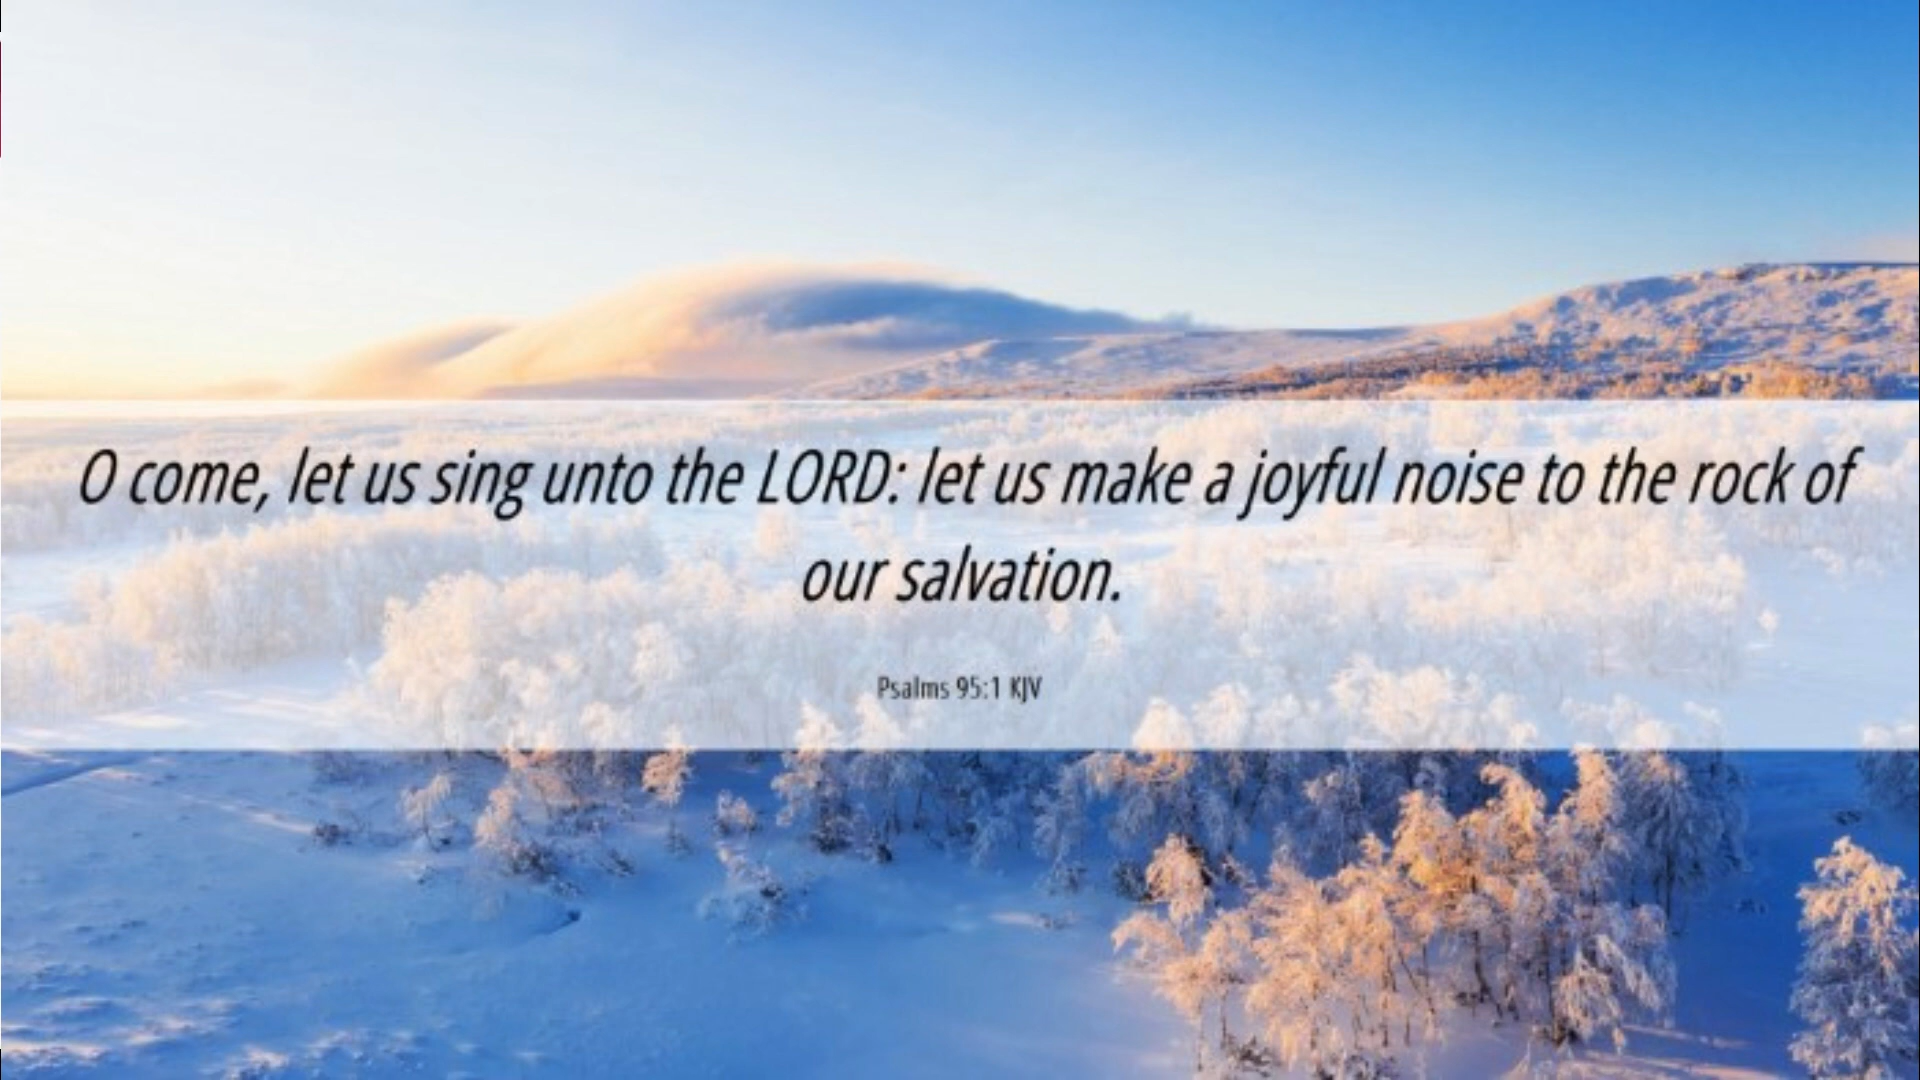 O come, let us sing unto the LORD: let us make a joyful noise to the rock of
our salvation.
Psalms 95:1 KJV